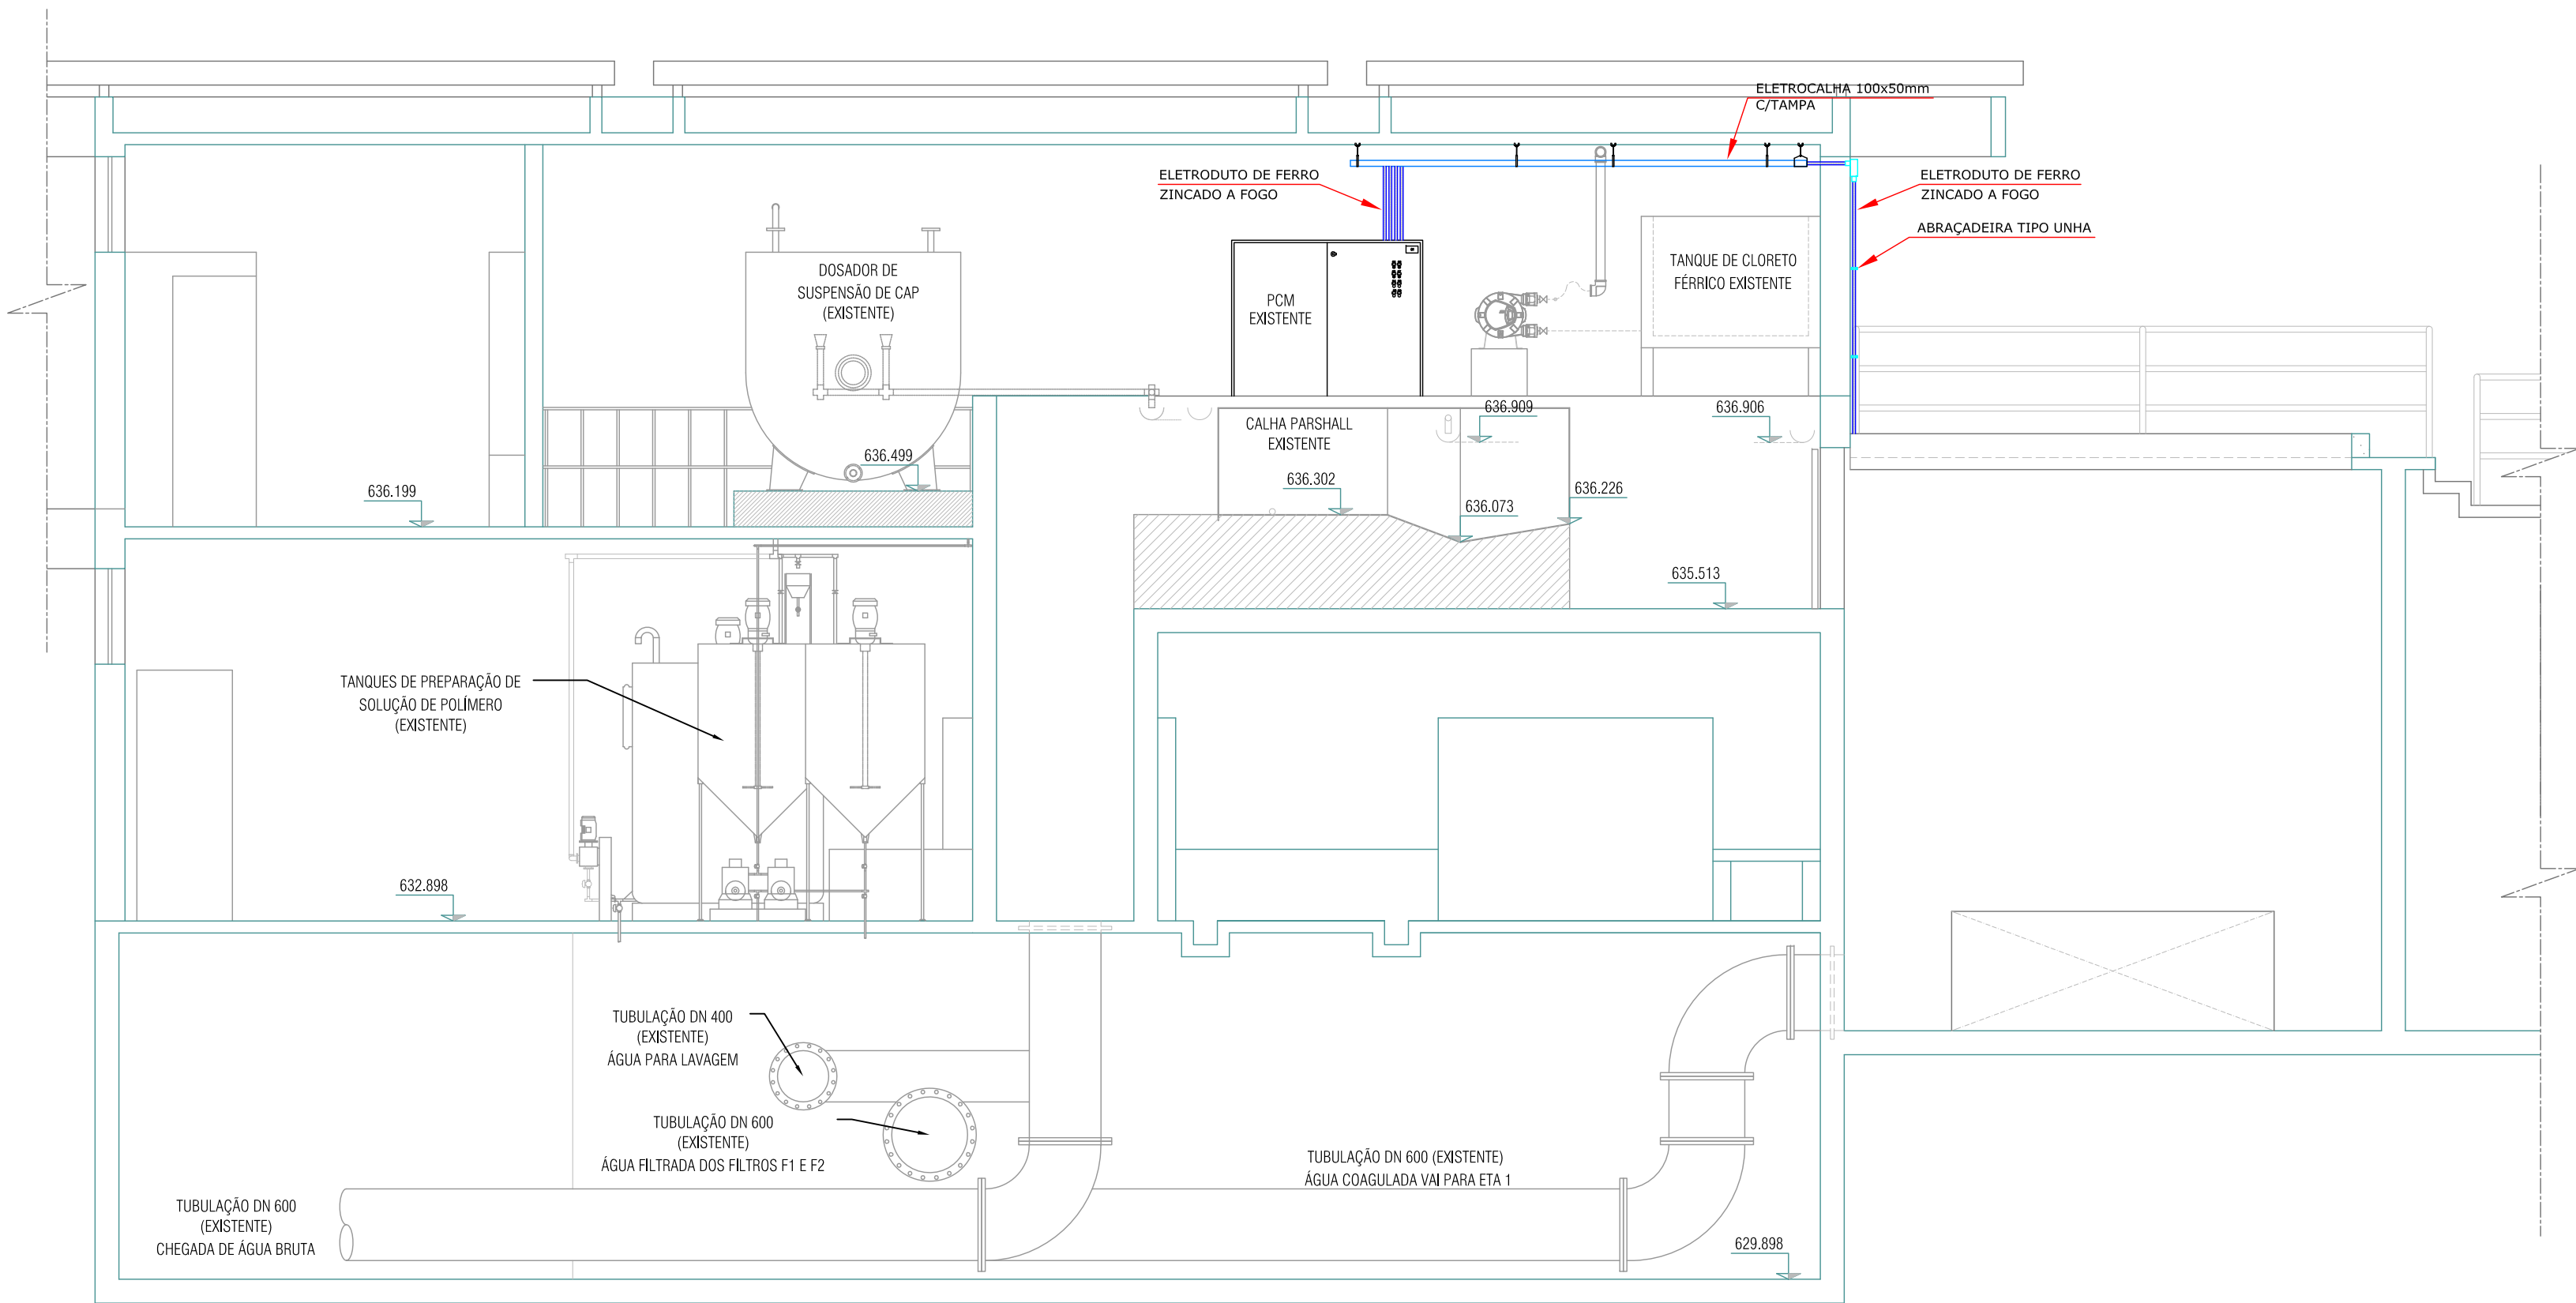 ELETROCALHA 100x50mm
C/TAMPA
ELETRODUTO DE FERRO
ZINCADO A FOGO
ELETRODUTO DE FERRO
ZINCADO A FOGO
ABRAÇADEIRA TIPO UNHA
DOSADOR DE
SUSPENSÃO DE CAP
(EXISTENTE)
PCM
EXISTENTE
TANQUE DE CLORETO
FÉRRICO EXISTENTE
636.909
636.906
CALHA PARSHALL
EXISTENTE
636.499
636.199
636.302
636.226
636.073
635.513
TANQUES DE PREPARAÇÃO DE
SOLUÇÃO DE POLÍMERO
(EXISTENTE)
632.898
TUBULAÇÃO DN 400
(EXISTENTE)
ÁGUA PARA LAVAGEM
TUBULAÇÃO DN 600
(EXISTENTE)
ÁGUA FILTRADA DOS FILTROS F1 E F2
TUBULAÇÃO DN 600 (EXISTENTE)
ÁGUA COAGULADA VAI PARA ETA 1
TUBULAÇÃO DN 600
(EXISTENTE)
CHEGADA DE ÁGUA BRUTA
629.898